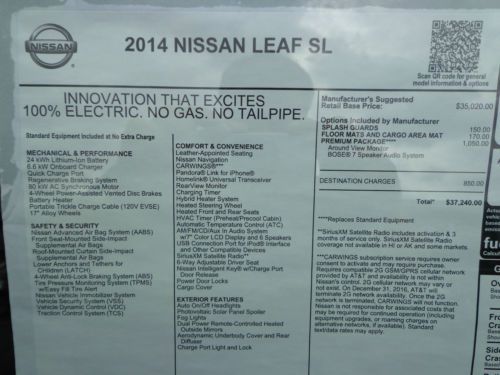 NISSAN
2014 NISSAN LEAF SL
Scan QR code for general
model information & options
INNOVATION THAT EXCITES
100% ELECTRIC. NO GAS. NO TAILPIPE.
Standard Equipment Included at No Extra Charge
MECHANICAL & PERFORMANCE
24 kWh Lithium-Ion Battery
6.6 kW Onboard Charger
Quick Charge Port
Regenerative Braking System
80 kW AC Synchronous Motor
4-Wheel Power-Assisted Vented Disc Brakes
Battery Heater
Portable Trickle Charge Cable (120V EVSE)
17" Alloy Wheels
SAFETY & SECURITY
Nissan Advanced Air Bag System (AABS)
Front Seat-Mounted Side-Impact
Supplemental Air Bags
Roof-Mounted Curtain Side-Impact
Supplemental Air Bags
Lower Anchors and Tethers for
Children (LATCH)
4-Wheel Anti-Lock Braking System (ABS)
Tire Pressure Monitoring System (TPMS)
w/Easy Fill Tire Alert
Nissan Vehicle Immobilizer System
Vehicle Security System (VSS)
Vehicle Dynamic Control (VDC)
Traction Control System (TCS)
COMFORT & CONVENIENCE
Leather-Appointed Seating
Nissan Navigation
CARWINGS®***
Pandora® Link for iPhone®
Homelink® Universal Transceiver
RearView Monitor
Charging Timer
Hybrid Heater System
Heated Steering Wheel
Heated Front and Rear Seats
HVAC Timer (Preheat/Precool Cabin)
Automatic Temperature Control (ATC)
AM/FM/CD/Aux In Audio System
w/7" Color LCD Display and 6 Speakers
USB Connection Port for iPod® Interface
and Other Compatible Devices
SiriusXM Satellite Radio**
6-Way Adjustable Driver Seat
Nissan Intelligent Key® w/Charge Port
Door Release
Power Door Locks
Cargo Cover
EXTERIOR FEATURES
Auto On/Off Headlights
Photovoltaic Solar Panel Spoiler
Fog Lights
Dual Power Remote-Controlled Heated
Outside Mirrors
Aerodynamic Underbody Cover and Rear
Diffuser
Charge Port Light and Lock
Manufacturer's Suggested
Retail Base Price: $35,020.00
Options Included by Manufacturer
SPLASH GUARDS 150.00
FLOOR MATS AND CARGO AREA MAT 170.00
PREMIUM PACKAGE**** 1,050.00
Around View Monitor
BOSE® 7 Speaker Audio System
DESTINATION CHARGES 850.00
Total* $37,240.00
****Replaces Standard Equipment
**SiriusXM Satellite Radio includes activation & 3
months of service only. SiriusXM Satellite Radio
coverage not available in HI or AK and some markets.
***CARWINGS subscription service requires owner
consent to activate and may require purchase.
Requires compatible 2G GSM/GPRS cellular network
provided by AT&T and availability is not within
Nissan's control. 2G cellular network may vary or
not exist. On December 31, 2016, AT&T will
terminate 2G network availability. Once the 2G
network is terminated, CARWINGS will not function.
Nissan is not responsible for associated costs that
may be required for continued operation (including
equipment upgrades, or roaming charges on
alternative networks, if available). Standard
text/data rates may apply.